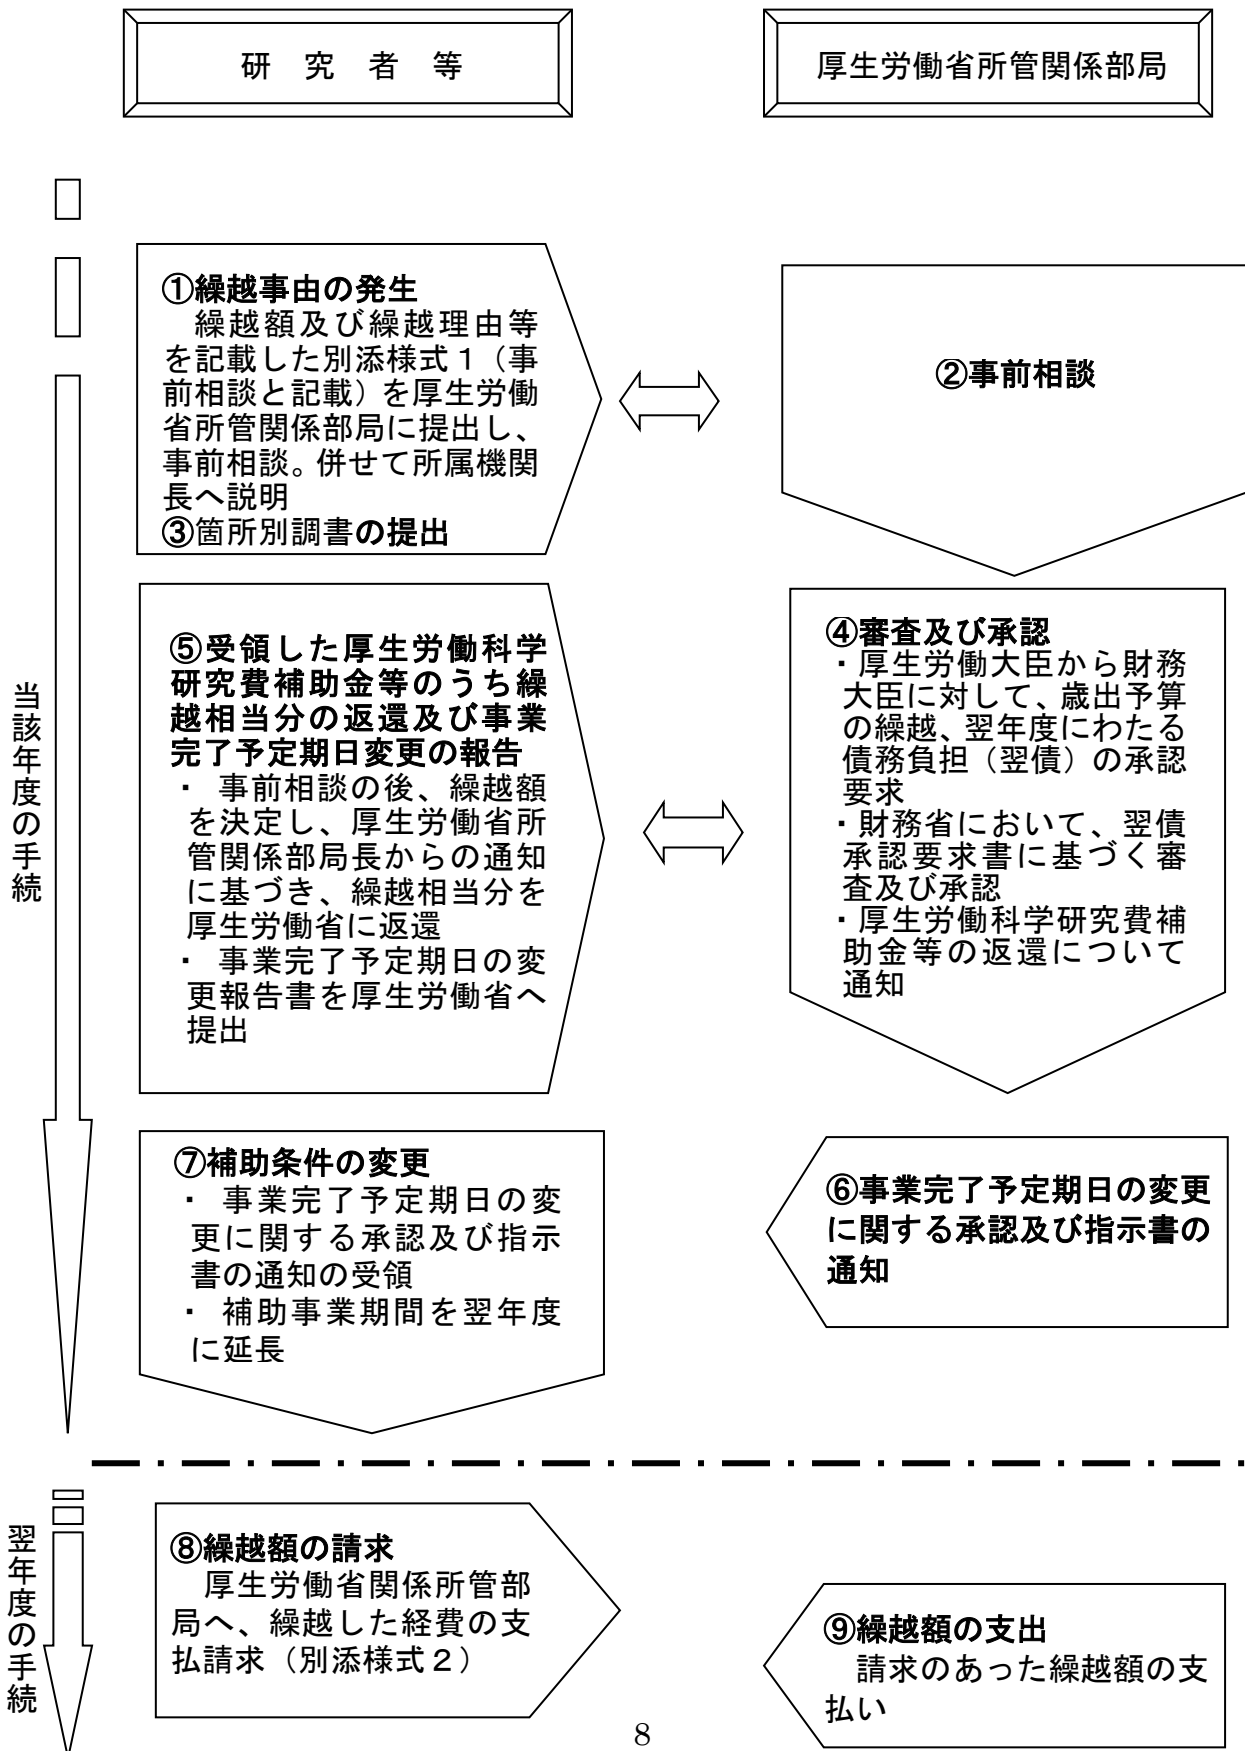 研　究　者　等
厚生労働省所管関係部局
①繰越事由の発生
　繰越額及び繰越理由等
を記載した別添様式１（事
前相談と記載）を厚生労働
省所管関係部局に提出し、
事前相談。併せて所属機関
長へ説明
③箇所別調書の提出
②事前相談
⑤受領した厚生労働科学
研究費補助金等のうち繰
越相当分の返還及び事業
完了予定期日変更の報告
・　事前相談の後、繰越額
を決定し、厚生労働省所
管関係部局長からの通知
に基づき、繰越相当分を
厚生労働省に返還
・　事業完了予定期日の変
更報告書を厚生労働省へ
提出
④審査及び承認
・厚生労働大臣から財務
大臣に対して、歳出予算
の繰越、翌年度にわたる
債務負担（翌債）の承認
要求
・財務省において、翌債
承認要求書に基づく審
査及び承認
・厚生労働科学研究費補
助金等の返還について
通知
当該年度の手続
⑦補助条件の変更
・　事業完了予定期日の変
更に関する承認及び指示
書の通知の受領
・　補助事業期間を翌年度
に延長
⑥事業完了予定期日の変更
に関する承認及び指示書の
通知
翌年度の手続
⑧繰越額の請求
　厚生労働省関係所管部
局へ、繰越した経費の支
払請求（別添様式２）
⑨繰越額の支出
　請求のあった繰越額の支
払い
8